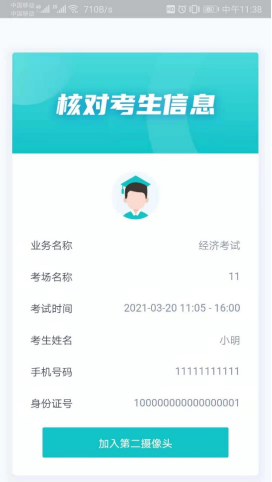 中国移动 中国移动 710B/s 中午11:38
核对考生信息
业务名称 经济考试
考场名称 11
考试时间 2021-03-20 11:05 - 16:00
考生姓名 小明
手机号码 11111111111
身份证号 100000000000000001
加入第二摄像头